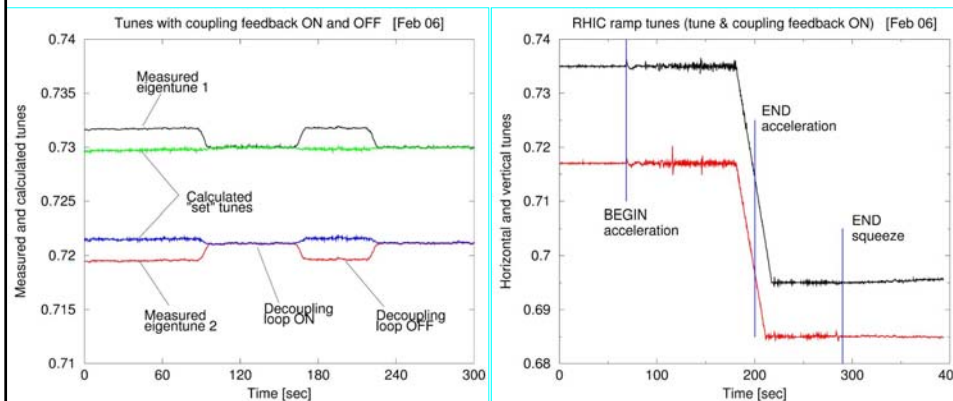 Tunes with coupling feedback ON and OFF [Feb 06]
Measured and calculated tunes
0.74
0.735
0.73
0.725
0.72
0.715
0.71
Measured
eigentune 1
Calculated
"set" tunes
Measured
eigentune 2
Decoupling
loop ON
Decoupling
loop OFF
0
60
120
180
240
300
Time [sec]
RHIC ramp tunes (tune & coupling feedback ON) [Feb 06]
Horizontal and vertical tunes
0.74
0.73
0.72
0.71
0.7
0.69
0.68
BEGIN
acceleration
END
acceleration
END
squeeze
0
100
200
300
40
Time [sec]